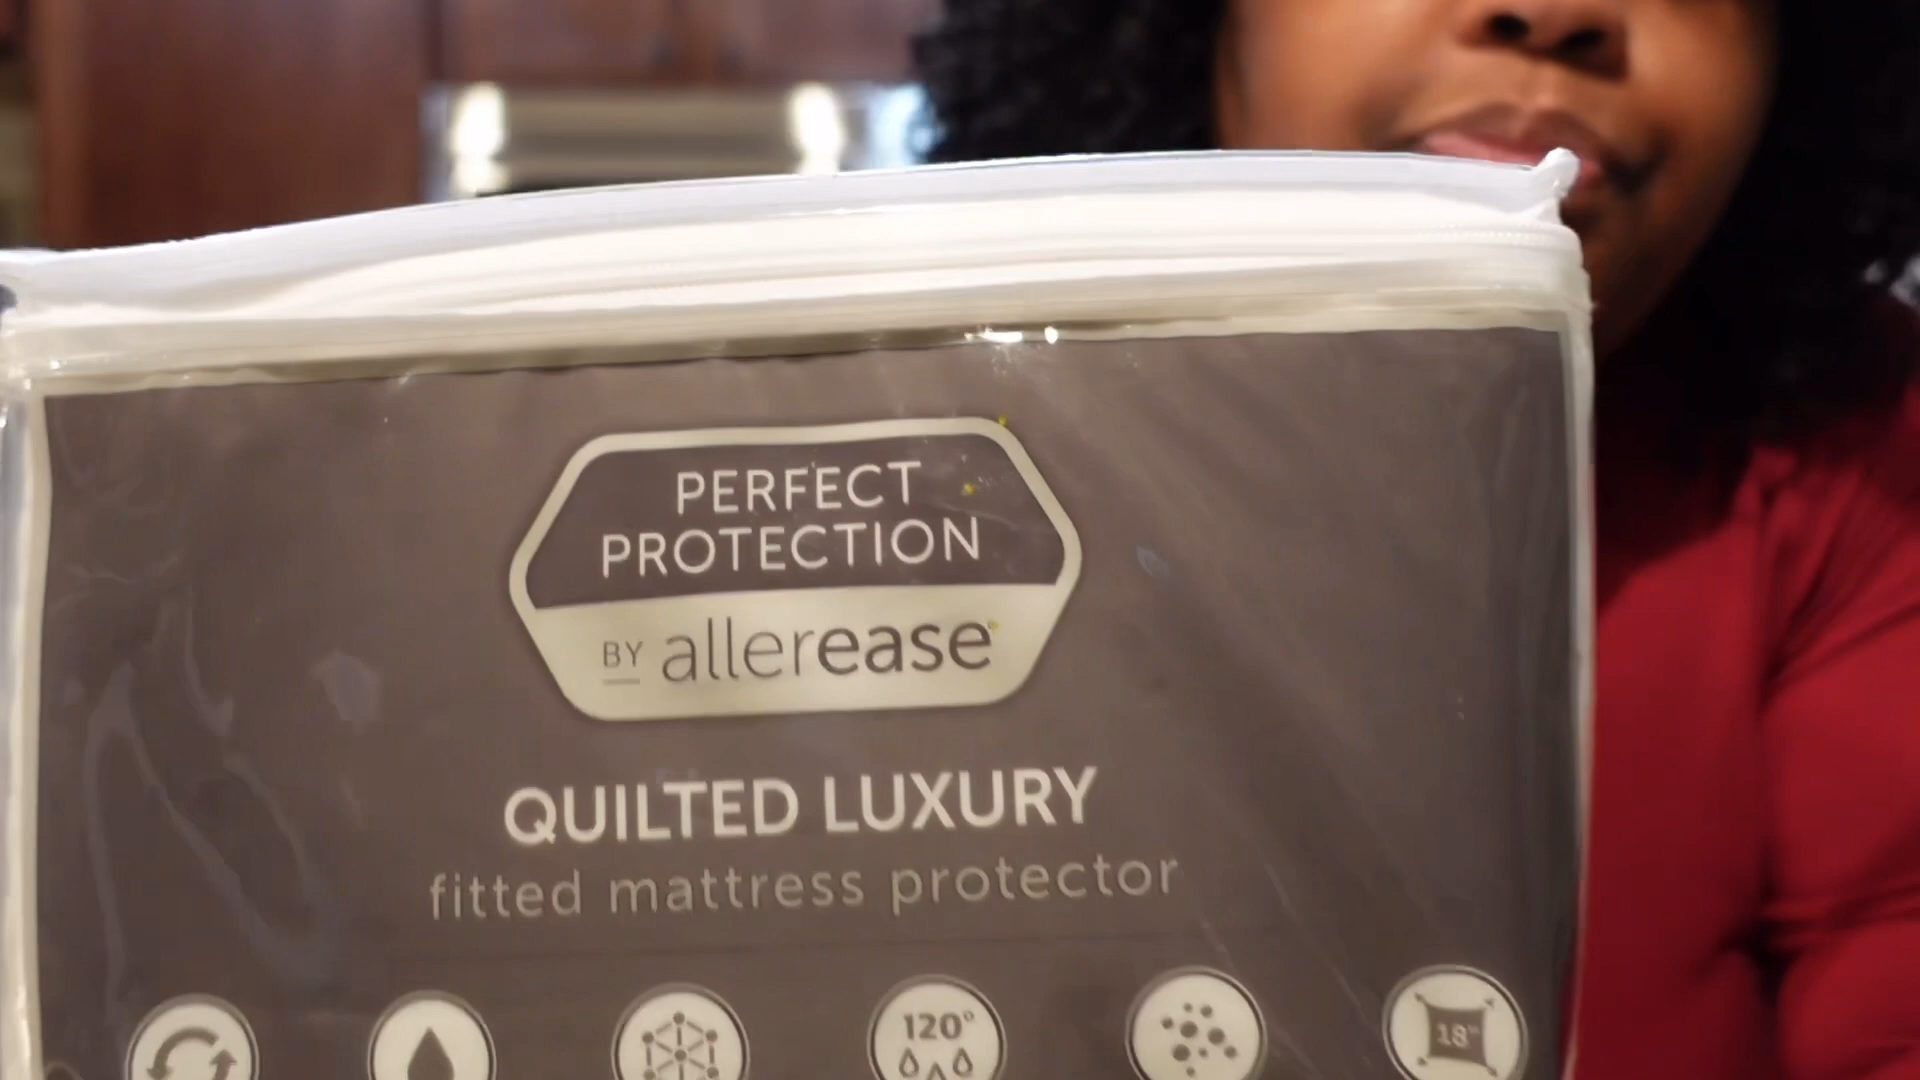 PERFECT
PROTECTION
BY allerease®
QUILTED LUXURY
fitted mattress protector
120°
18"